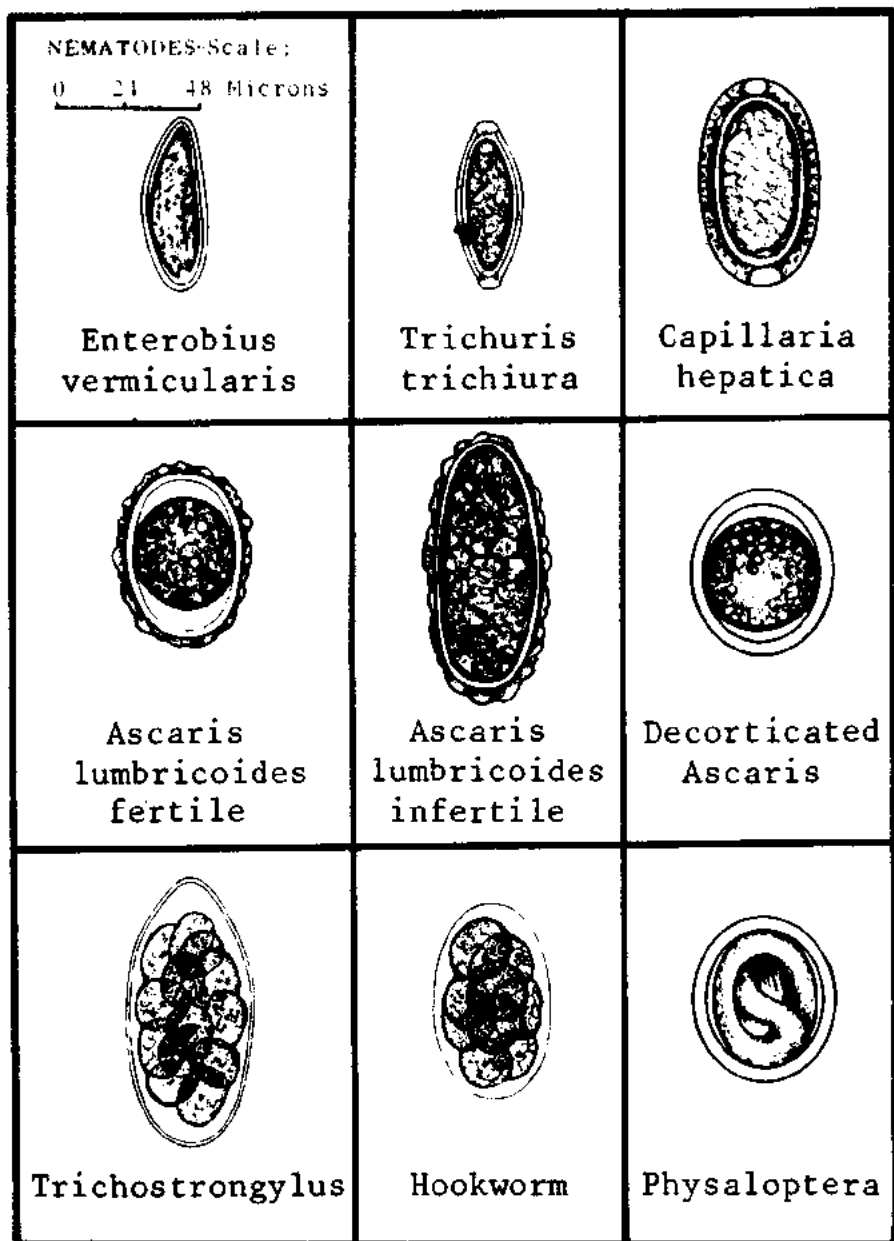 NEMATODES-Scale:
0 24 48 Microns
Enterobius
vermicularis
Trichuris
trichiura
Capillaria
hepatica
Ascaris
lumbricoides
fertile
Ascaris
lumbricoides
infertile
Decorticated
Ascaris
Trichostrongylus
Hookworm
Physaloptera